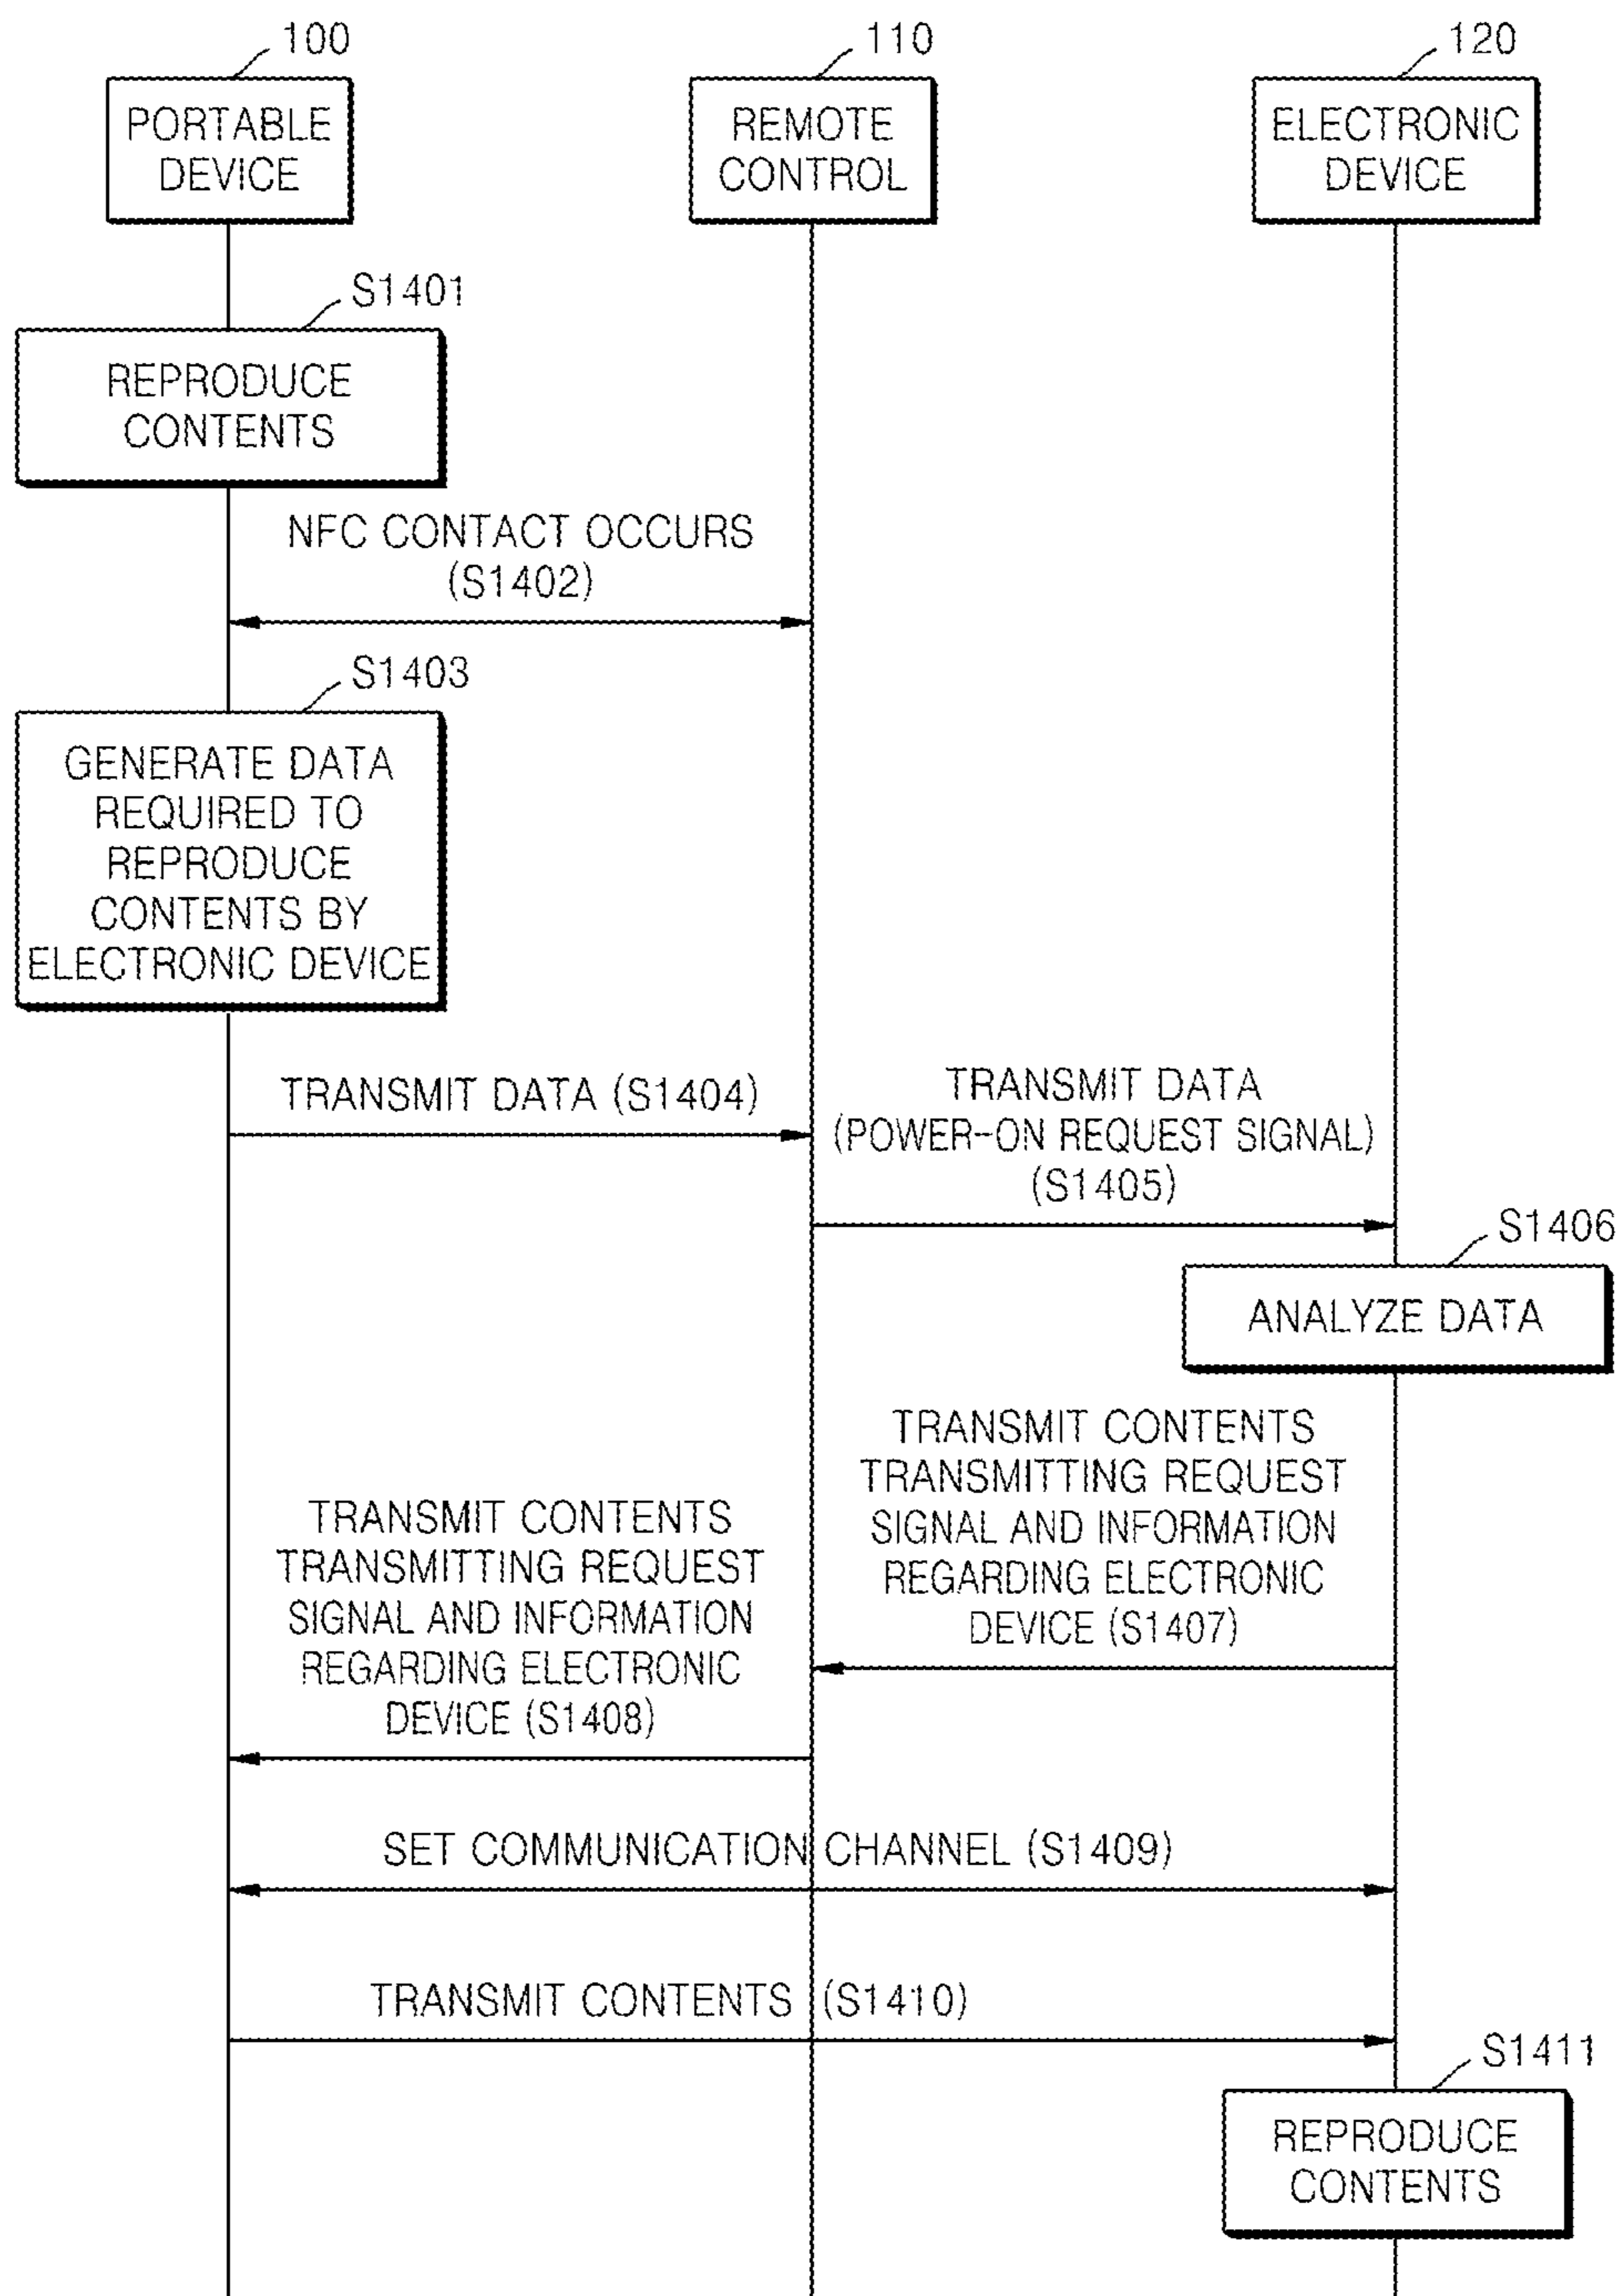 100
110
120
PORTABLE
DEVICE
REMOTE
CONTROL
ELECTRONIC
DEVICE
S1401
REPRODUCE
CONTENTS
NFC CONTACT OCCURS
(S1402)
S1403
GENERATE DATA
REQUIRED TO
REPRODUCE
CONTENTS BY
ELECTRONIC DEVICE
TRANSMIT DATA (S1404)
TRANSMIT DATA
(POWER-ON REQUEST SIGNAL)
(S1405)
S1406
ANALYZE DATA
TRANSMIT CONTENTS
TRANSMITTING REQUEST
SIGNAL AND INFORMATION
REGARDING ELECTRONIC
DEVICE (S1407)
TRANSMIT CONTENTS
TRANSMITTING REQUEST
SIGNAL AND INFORMATION
REGARDING ELECTRONIC
DEVICE (S1408)
SET COMMUNICATION CHANNEL (S1409)
TRANSMIT CONTENTS (S1410)
S1411
REPRODUCE
CONTENTS